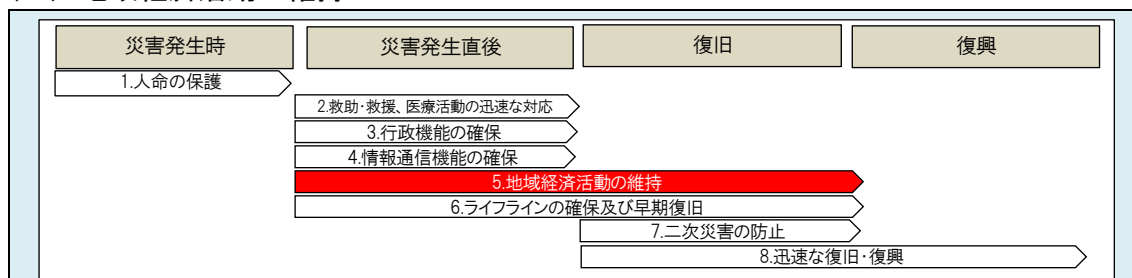 災害発生時 災害発生直後 復旧 復興
1.人命の保護
2.救助・救援、医療活動の迅速な対応
3.行政機能の確保
4.情報通信機能の確保
5.地域経済活動の維持
6.ライフラインの確保及び早期復旧
7.二次災害の防止
8.迅速な復旧・復興